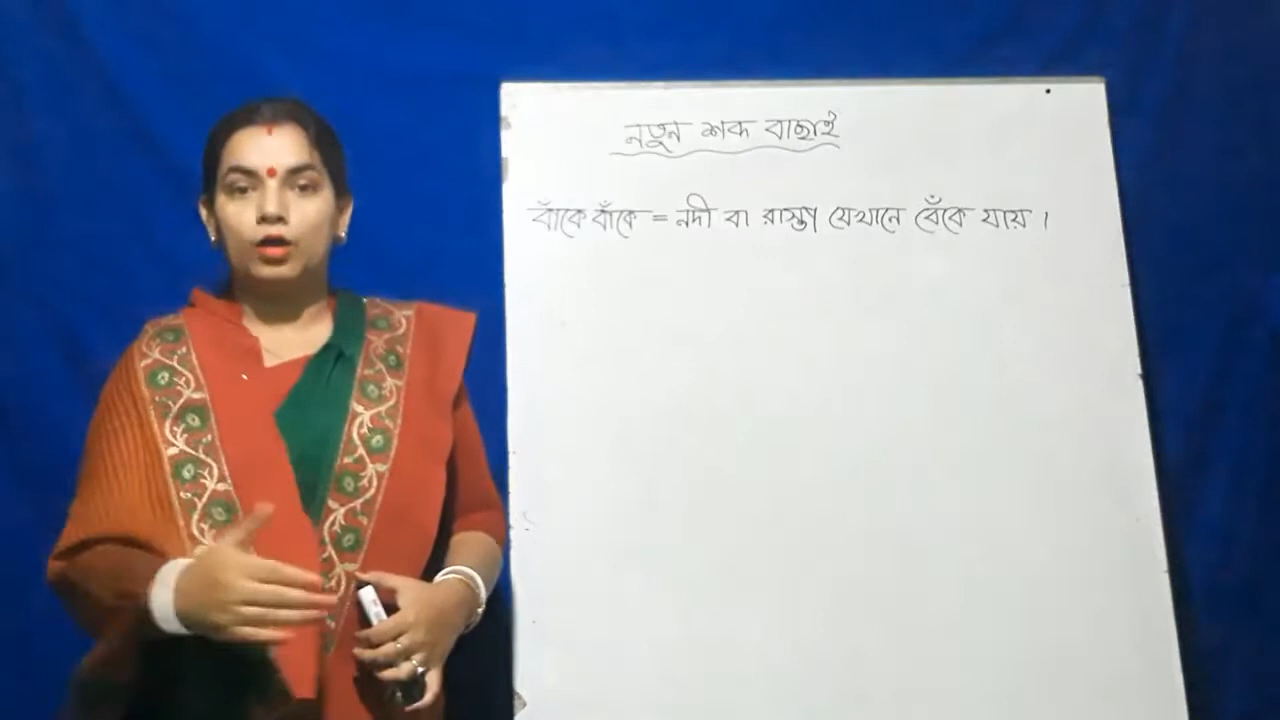 নতুন শব্দ বাছাই
বাঁকে বাঁকে = নদী বা রাস্তা যেখানে বেঁকে যায়।